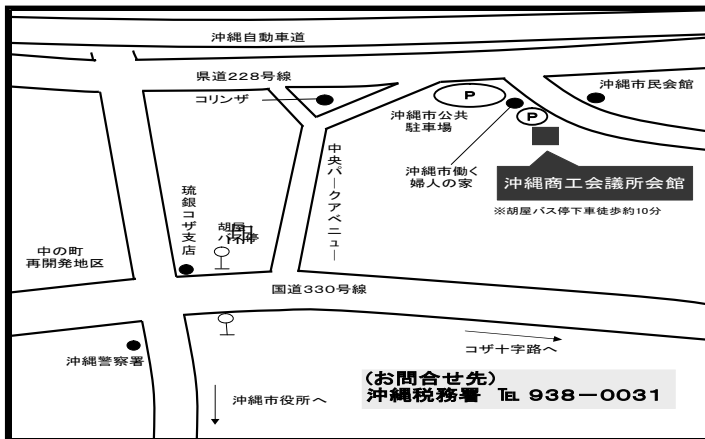 沖縄自動車道
県道228号線
コリンザ
P
沖縄市公共
駐車場
P
沖縄市民会館
沖縄市働く
婦人の家
沖縄商工会議所会館
※胡屋バス停下車徒歩約10分
中央パークアベニュー
琉銀コザ支店
胡屋
バス停
中の町
再開発地区
国道330号線
コザ十字路へ
沖縄警察署
沖縄市役所へ
(お問合せ先)
沖縄税務署 ℡ 938－0031